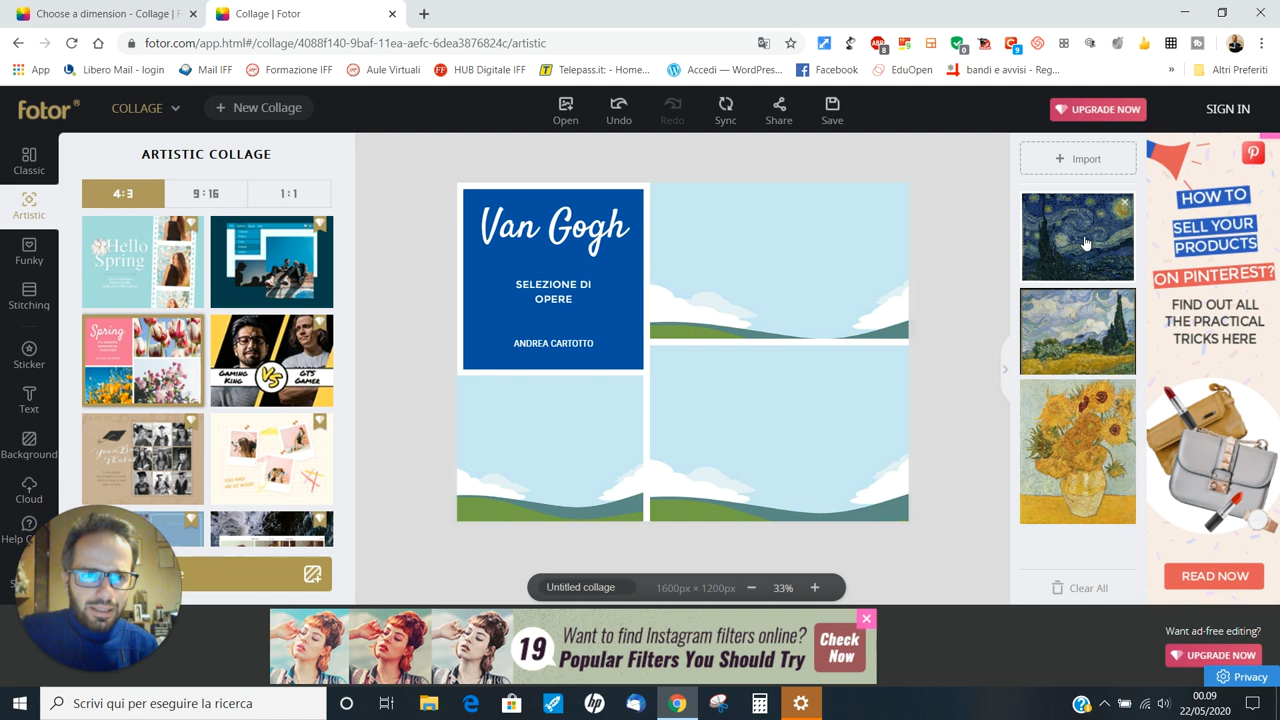 Choose a dimension - Collage | F
Collage | Fotor
fotor.com/app.html#/collage/4088f140-9baf-11ea-aefc-6dea3876824c/artistic
App
Libero Mail - login
Mail IFF
Formazione IFF
Aule Virtuali
HUB Digitale IFF
Telepass.it: - Home...
Accedi — WordPress...
Facebook
EduOpen
bandi e avvisi - Reg...
Altri Preferiti
fotor
COLLAGE
New Collage
Open
Undo
Redo
Sync
Share
Save
UPGRADE NOW
SIGN IN
Classic
Artistic
Funky
Stitching
Sticker
Text
Background
Cloud
ARTISTIC COLLAGE
4:3
9:16
1:1
Hello
Spring
Spring
GAMING
KING
VS
GTS
GAMER
Van Gogh
SELEZIONE DI
OPERE
ANDREA CARTOTTO
Untitled collage
1600px × 1200px
33%
Import
Clear All
HOW TO
SELL YOUR
PRODUCTS
ON PINTEREST?
FIND OUT ALL
THE PRACTICAL
TRICKS HERE
READ NOW
19
Want to find Instagram filters online?
Popular Filters You Should Try
Check
Now
Want ad-free editing?
UPGRADE NOW
Privacy
Scrivi qui per eseguire la ricerca
00.09
22/05/2020